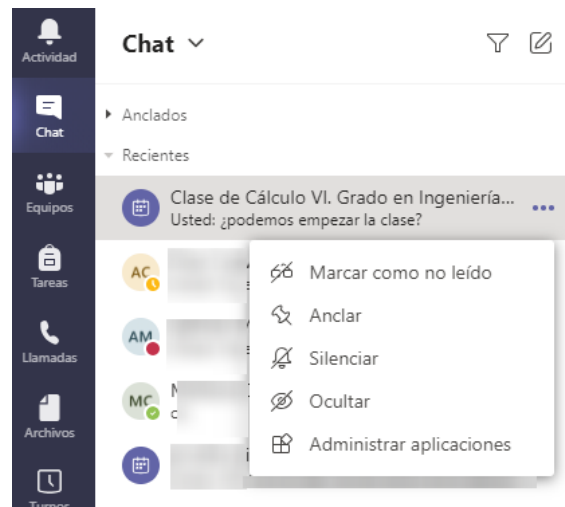 Actividad
Chat
Equipos
Tareas
Llamadas
Archivos
Turnos
Chat
Anclados
Recientes
Clase de Cálculo VI. Grado en Ingeniería...
Usted: ¿podemos empezar la clase?
AC
AM
MC
Marcar como no leído
Anclar
Silenciar
Ocultar
Administrar aplicaciones